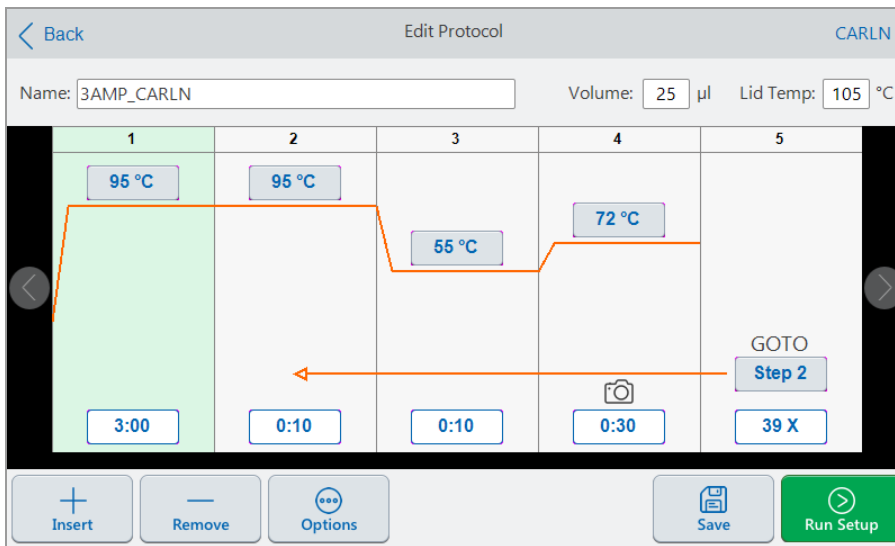 Back
Edit Protocol
CARLN
Name: 3AMP_CARLN
Volume: 25 µl
Lid Temp: 105 °C
1 2 3 4 5
95 °C
95 °C
55 °C
72 °C
GOTO
Step 2
3:00
0:10
0:10
0:30
39 X
Insert
Remove
Options
Save
Run Setup